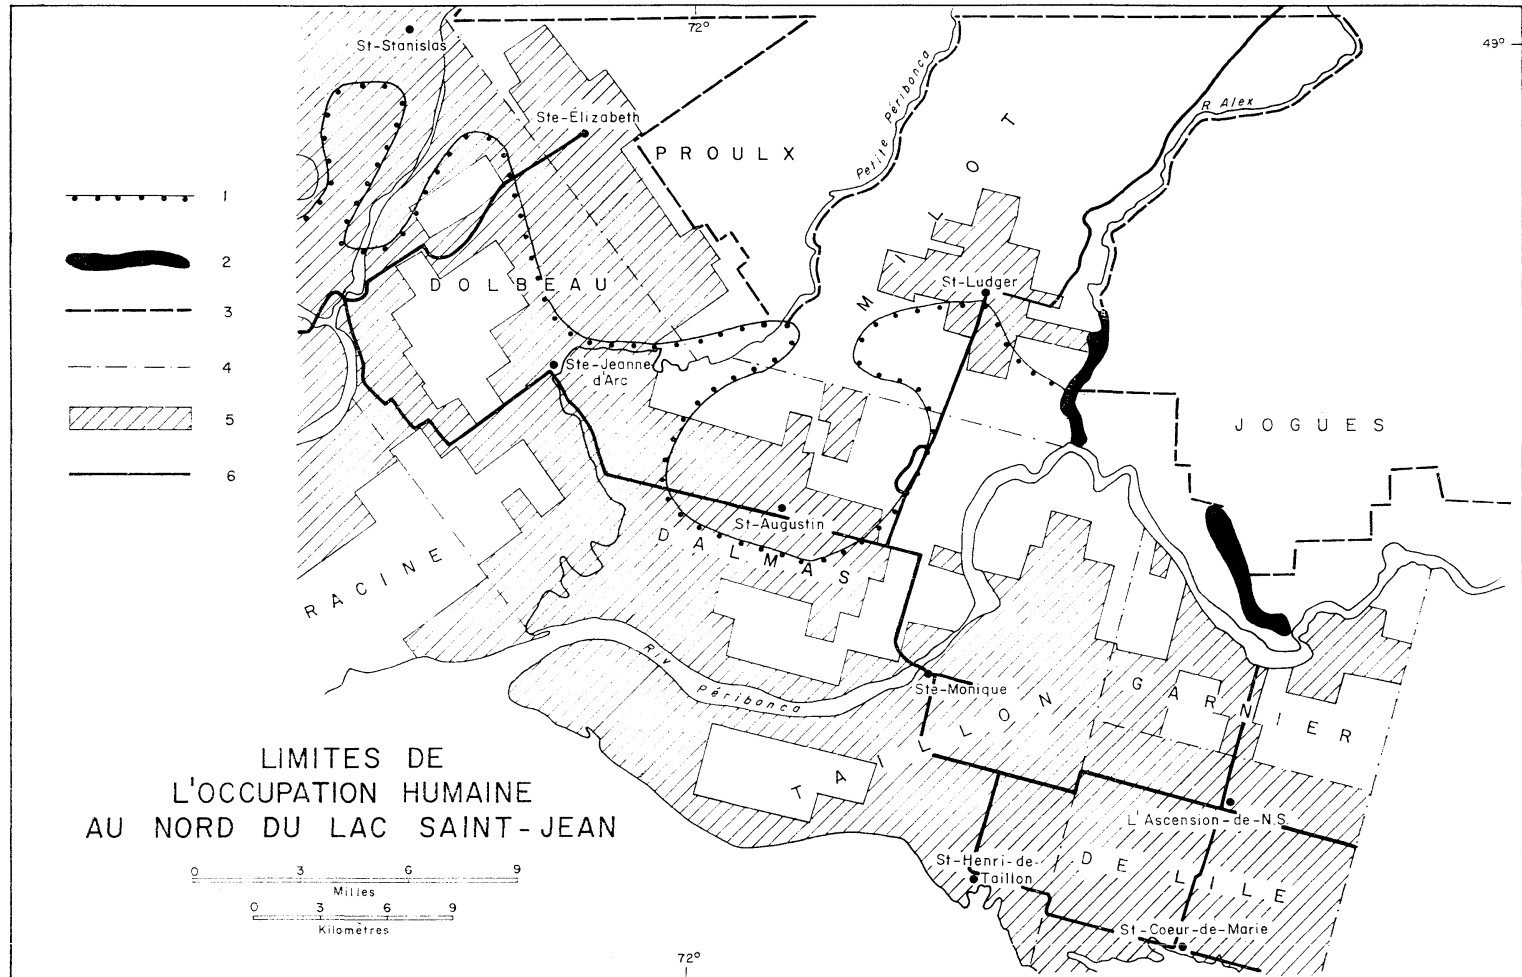 72°
49°
St-Stanislas
Petite Péribonca
R. Alex
Ste-Élizabeth
PROULX
MILOT
1
2
3
4
5
6
DOLBEAU
St-Ludger
Ste-Jeanne
d'Arc
JOGUES
St-Augustin
DALMAS
RACINE
Riv Péribonca
Ste-Monique
TAILLON
GARNIER
LIMITES DE
L'OCCUPATION HUMAINE
AU NORD DU LAC SAINT-JEAN
L'Ascension-de-N.S.
St-Henri-de-
Taillon
DE LILE
St-Coeur-de-Marie
0 3 6 9
Milles
0 3 6 9
Kilomètres
72°